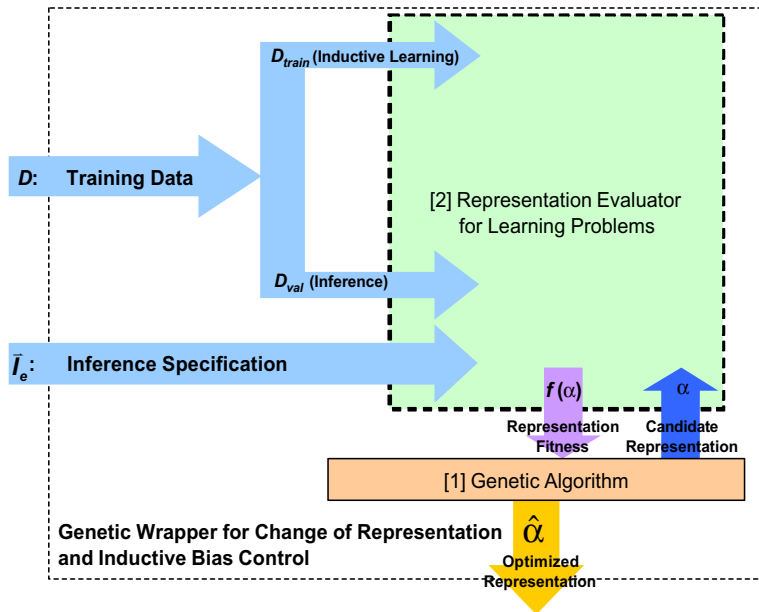 D_train (Inductive Learning)
D: Training Data
[2] Representation Evaluator
for Learning Problems
D_val (Inference)
Ī_e: Inference Specification
f (α)
α
Representation
Fitness
Candidate
Representation
[1] Genetic Algorithm
Genetic Wrapper for Change of Representation
and Inductive Bias Control
α̂
Optimized
Representation